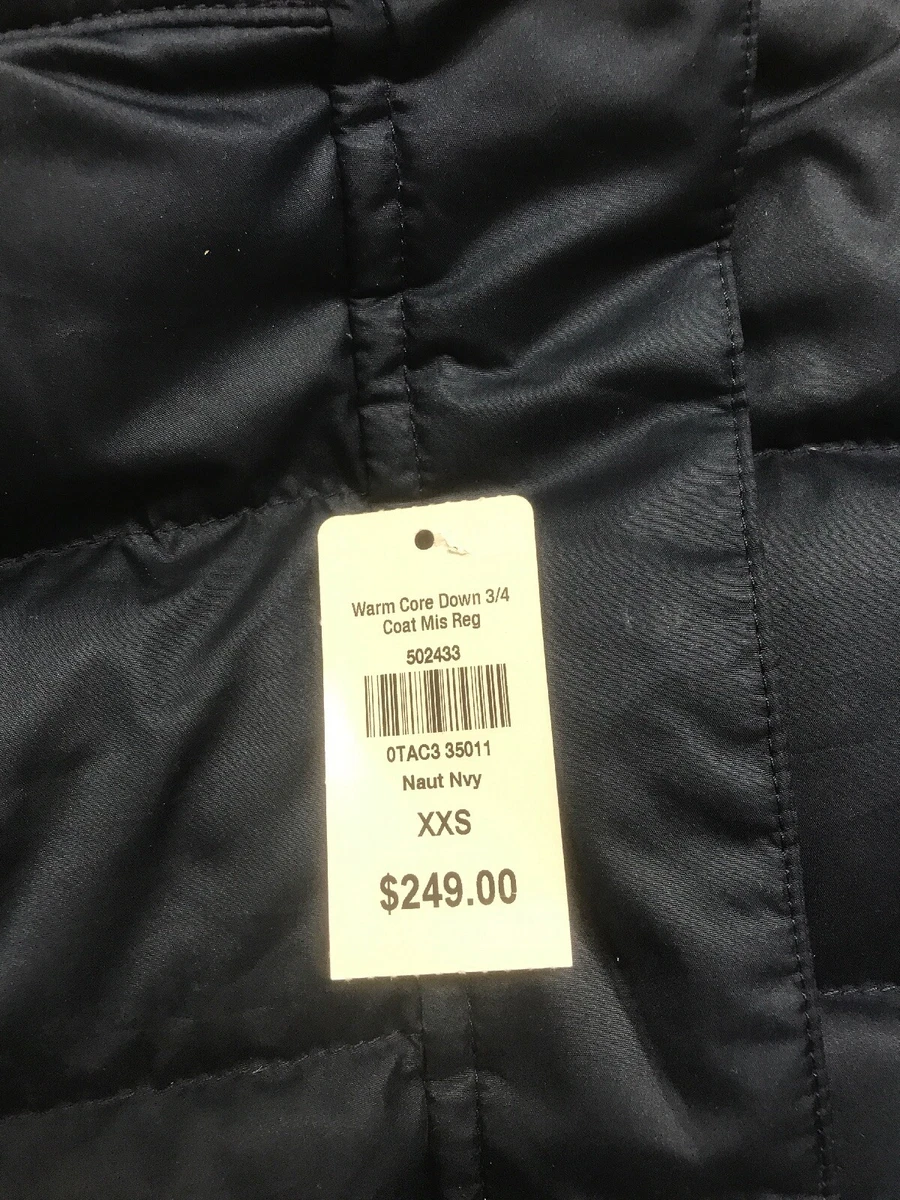 Warm Core Down 3/4
Coat Mis Reg
502433
0TAC3 35011
Naut Nvy
XXS
$249.00